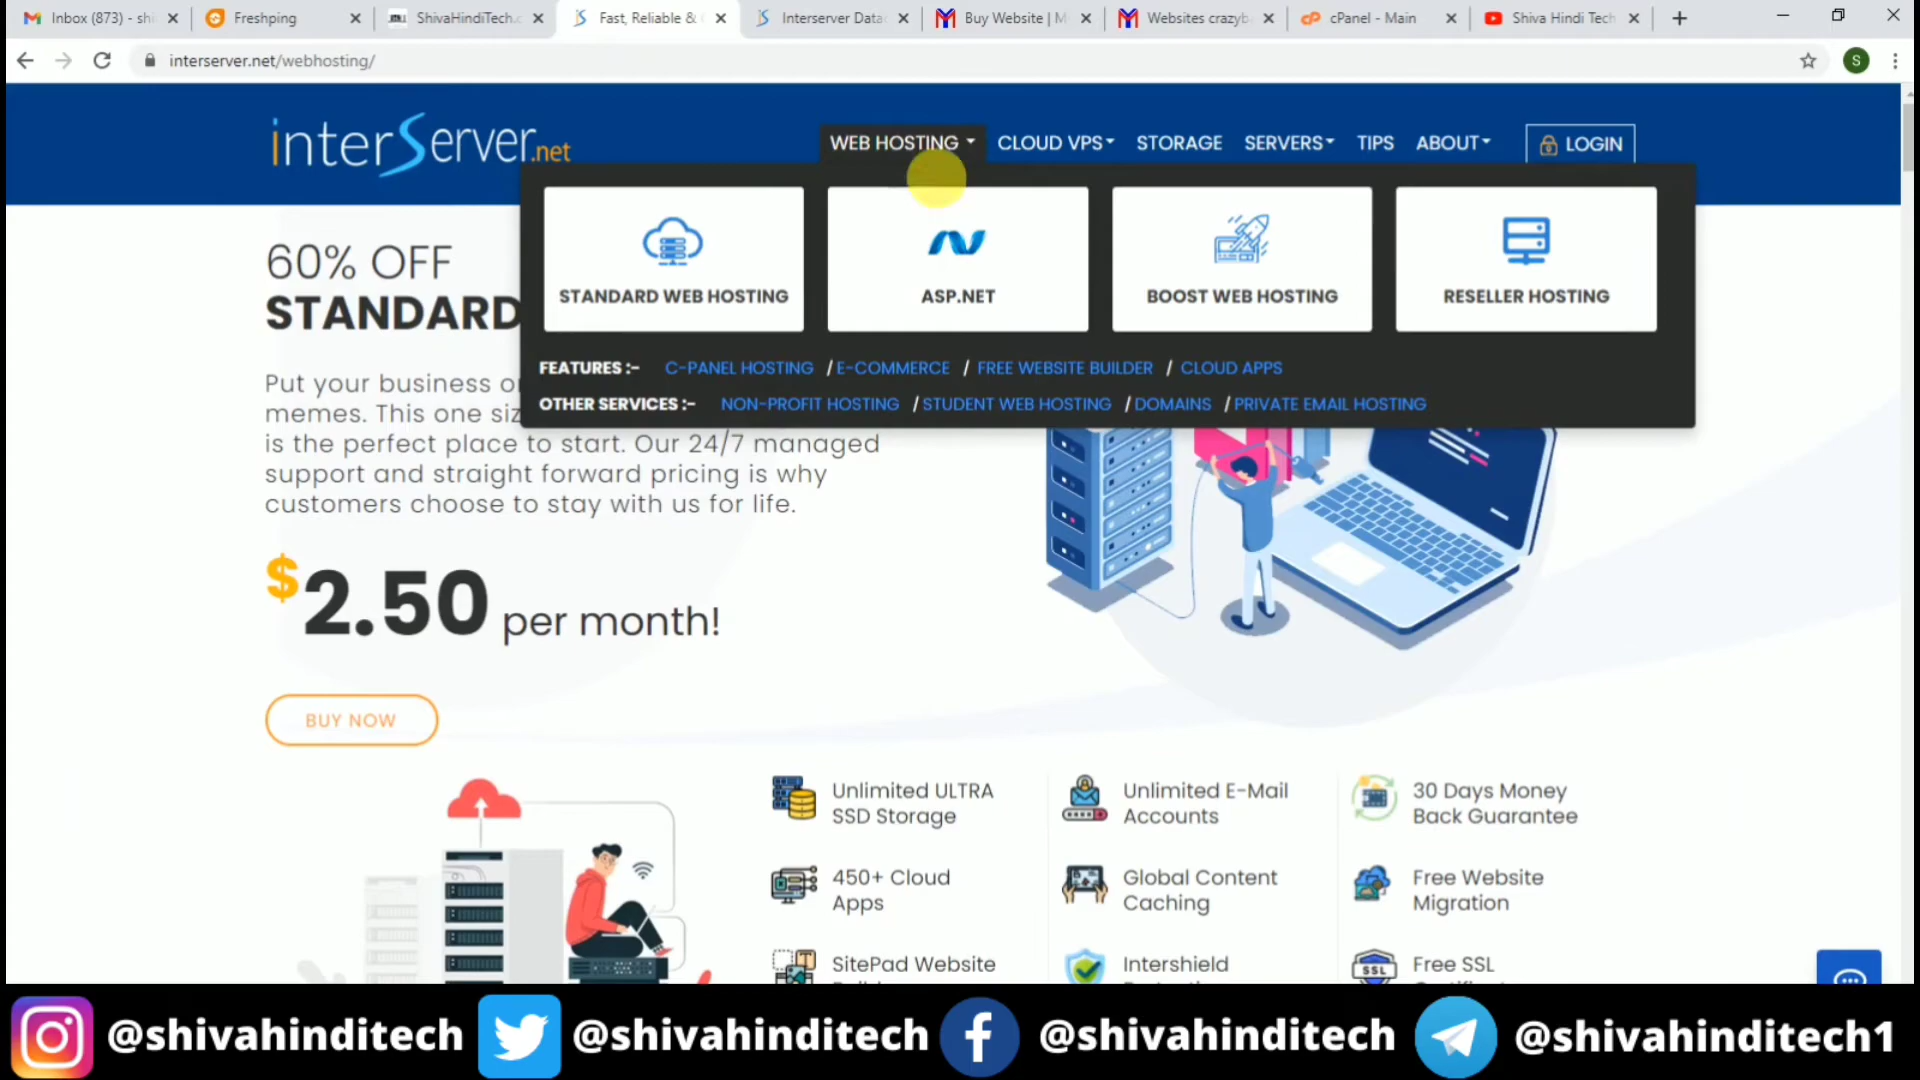 Inbox (873) - shi
Freshping
ShivaHindiTech.c
Fast, Reliable &
Interserver Data
Buy Website | M
Websites crazyb
cPanel - Main
Shiva Hindi Tech
interserver.net/webhosting/
S
interServer.net
WEB HOSTING
CLOUD VPS
STORAGE
SERVERS
TIPS
ABOUT
LOGIN
STANDARD WEB HOSTING
ASP.NET
BOOST WEB HOSTING
RESELLER HOSTING
FEATURES :- C-PANEL HOSTING / E-COMMERCE / FREE WEBSITE BUILDER / CLOUD APPS
OTHER SERVICES :- NON-PROFIT HOSTING / STUDENT WEB HOSTING / DOMAINS / PRIVATE EMAIL HOSTING
60% OFF
STANDARD
Put your business o
memes. This one siz
is the perfect place to start. Our 24/7 managed
support and straight forward pricing is why
customers choose to stay with us for life.
$2.50 per month!
BUY NOW
Unlimited ULTRA
SSD Storage
Unlimited E-Mail
Accounts
30 Days Money
Back Guarantee
450+ Cloud
Apps
Global Content
Caching
Free Website
Migration
SitePad Website
Intershield
SSL
Free SSL
@shivahinditech
@shivahinditech
@shivahinditech
@shivahinditech1